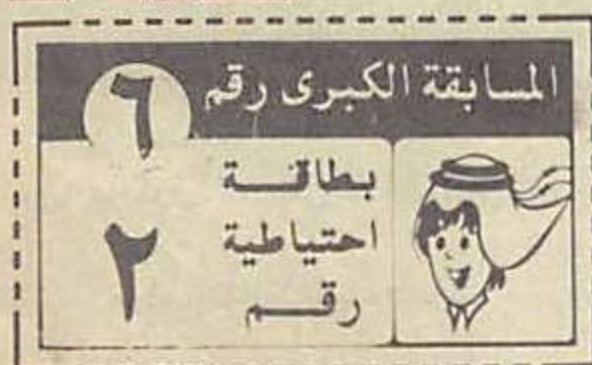 المسابقة الكبرى رقم ٦
بطاقة
احتياطية
رقم ٢